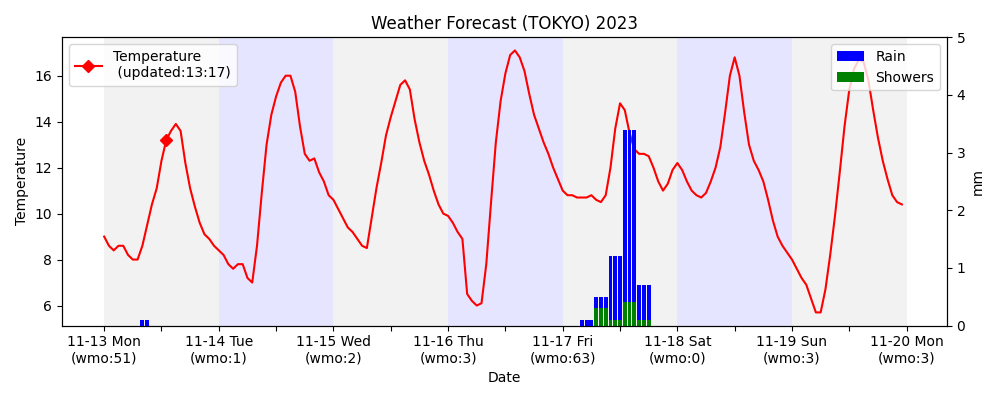 Weather Forecast (TOKYO) 2023
Temperature
(updated:13:17)
Rain
Showers
Temperature
16
14
12
10
8
6
5
4
3
2
1
0
mm
11-13 Mon
(wmo:51)
11-14 Tue
(wmo:1)
11-15 Wed
(wmo:2)
11-16 Thu
(wmo:3)
11-17 Fri
(wmo:63)
11-18 Sat
(wmo:0)
11-19 Sun
(wmo:3)
11-20 Mon
(wmo:3)
Date